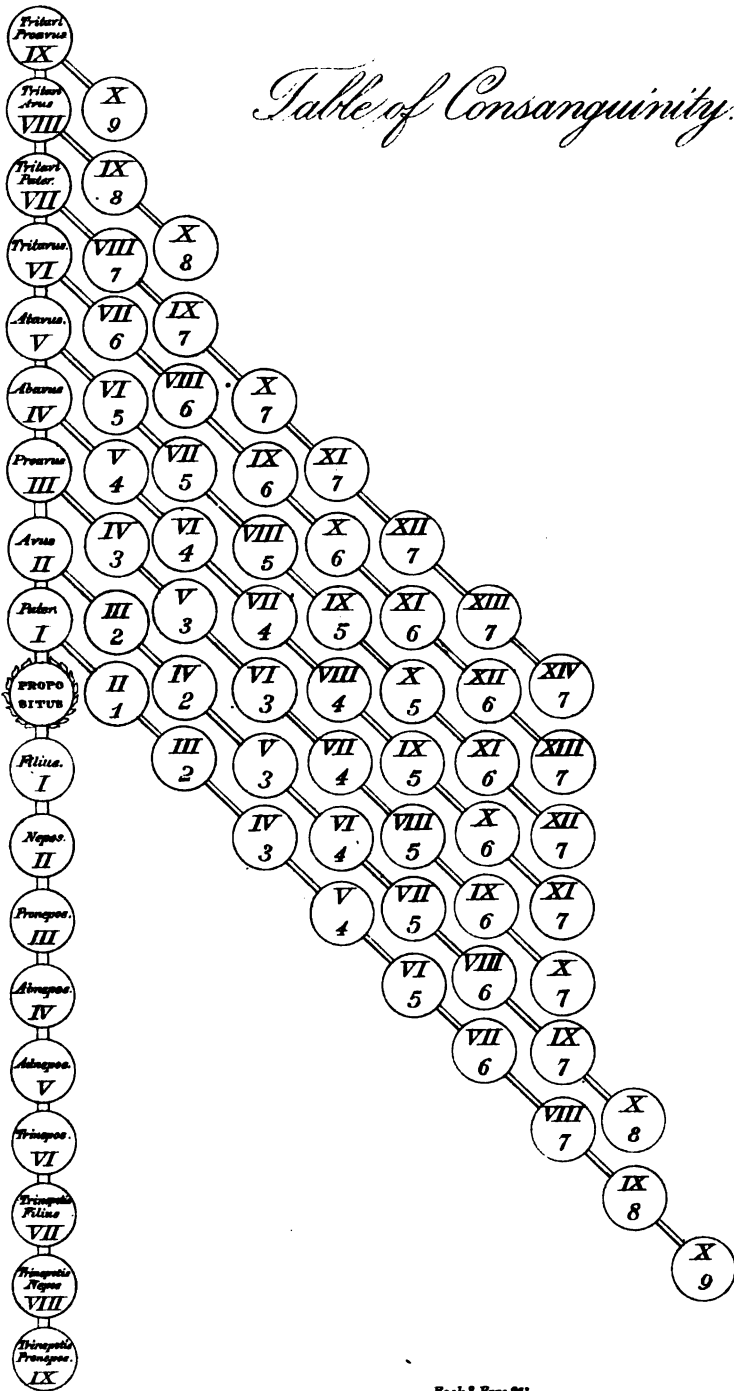 Table of Consanguinity.
Tritavi
Proavus
IX
Tritavi
Avus
VIII
Tritavi
Pater.
VII
Tritavus.
VI
Atavus.
V
Abavus
IV
Proavus
III
Avus
II
Pater.
I
PROPO
SITUS
Filius.
I
Nepos.
II
Pronepos.
III
Abnepos.
IV
Adnepos.
V
Trinepos.
VI
Trinepotis
Filius
VII
Trinepotis
Nepos
VIII
Trinepotis
Pronepos.
IX
X
9
IX
8
VIII
7
VII
6
VI
5
V
4
IV
3
III
2
II
1
X
8
IX
7
VIII
6
VII
5
VI
4
V
3
IV
2
III
2
X
7
IX
6
VIII
5
VII
4
VI
3
V
3
IV
3
XI
7
X
6
IX
5
VIII
4
VII
4
VI
4
V
4
XII
7
XI
6
X
5
IX
5
VIII
5
VII
5
VI
5
XIII
7
XII
6
XI
6
X
6
IX
6
VIII
6
VII
6
XIV
7
XIII
7
XII
7
XI
7
X
7
IX
7
VIII
7
X
8
IX
8
X
9